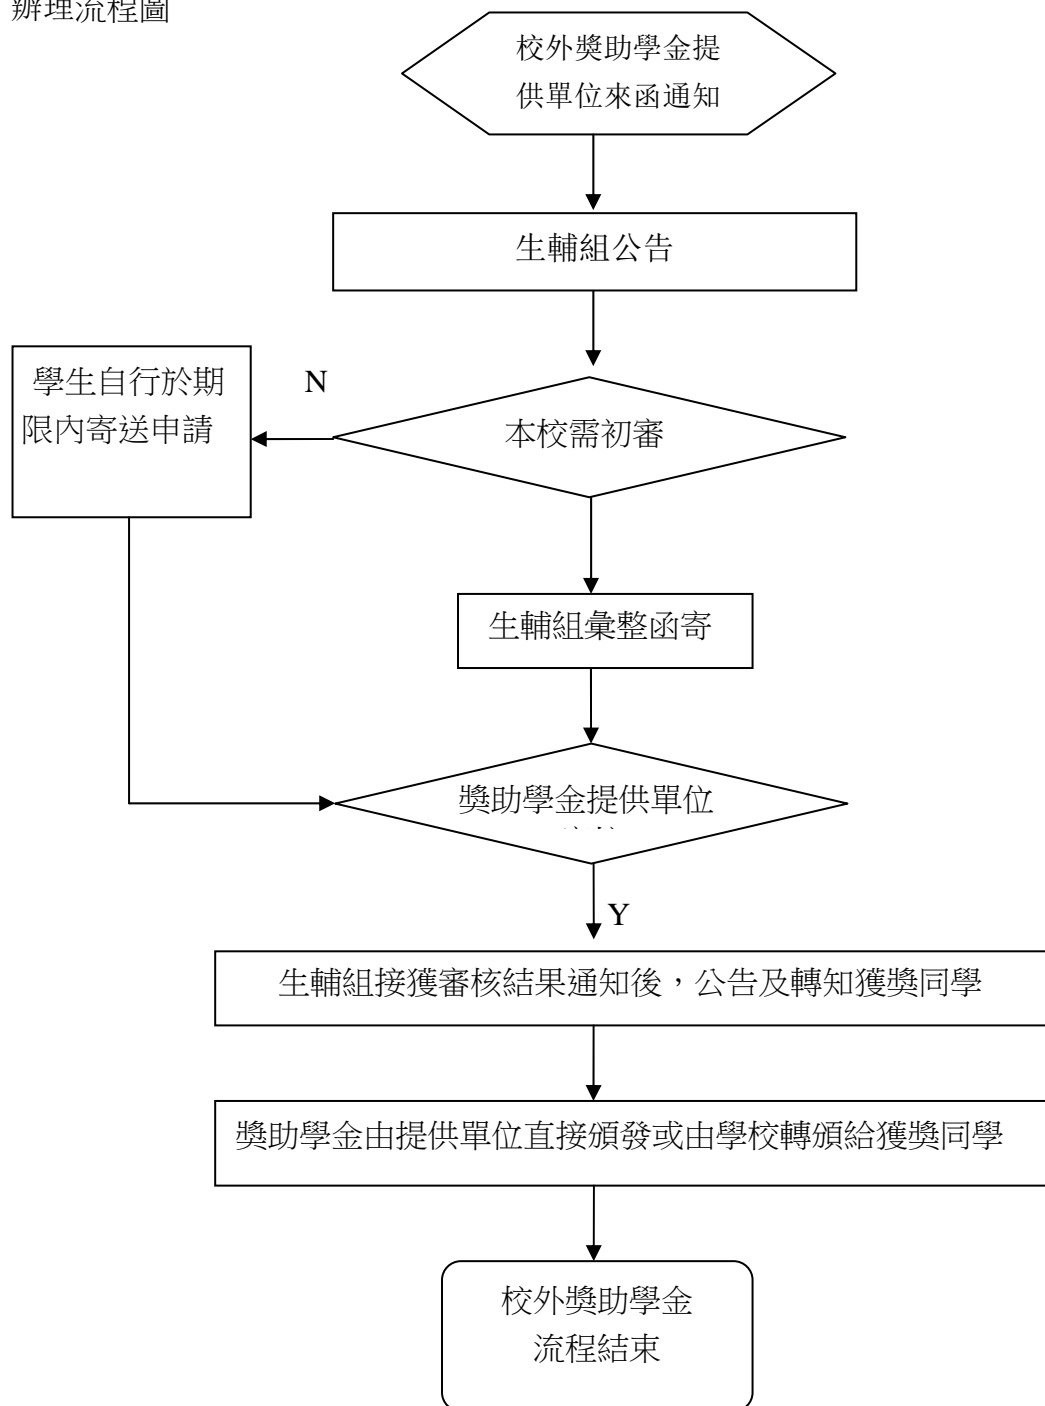 辦理流程圖
校外獎助學金提
供單位來函通知
生輔組公告
學生自行於期
限內寄送申請
N
本校需初審
生輔組彙整函寄
獎助學金提供單位
Y
生輔組接獲審核結果通知後，公告及轉知獲獎同學
獎助學金由提供單位直接頒發或由學校轉頒給獲獎同學
校外獎助學金
流程結束